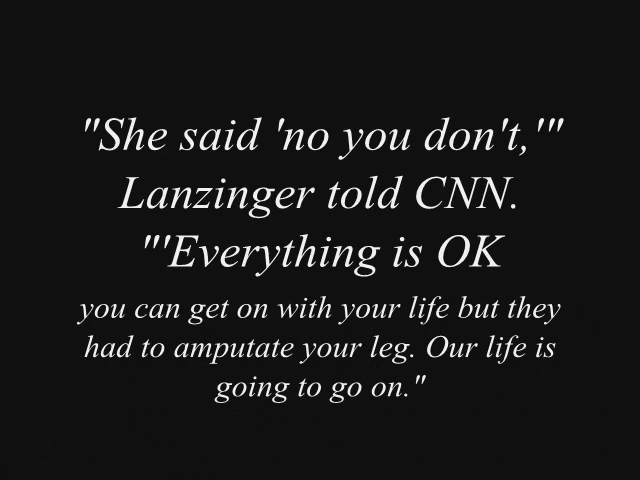 "She said 'no you don't,'"
Lanzinger told CNN.
"'Everything is OK
you can get on with your life but they
had to amputate your leg. Our life is
going to go on."